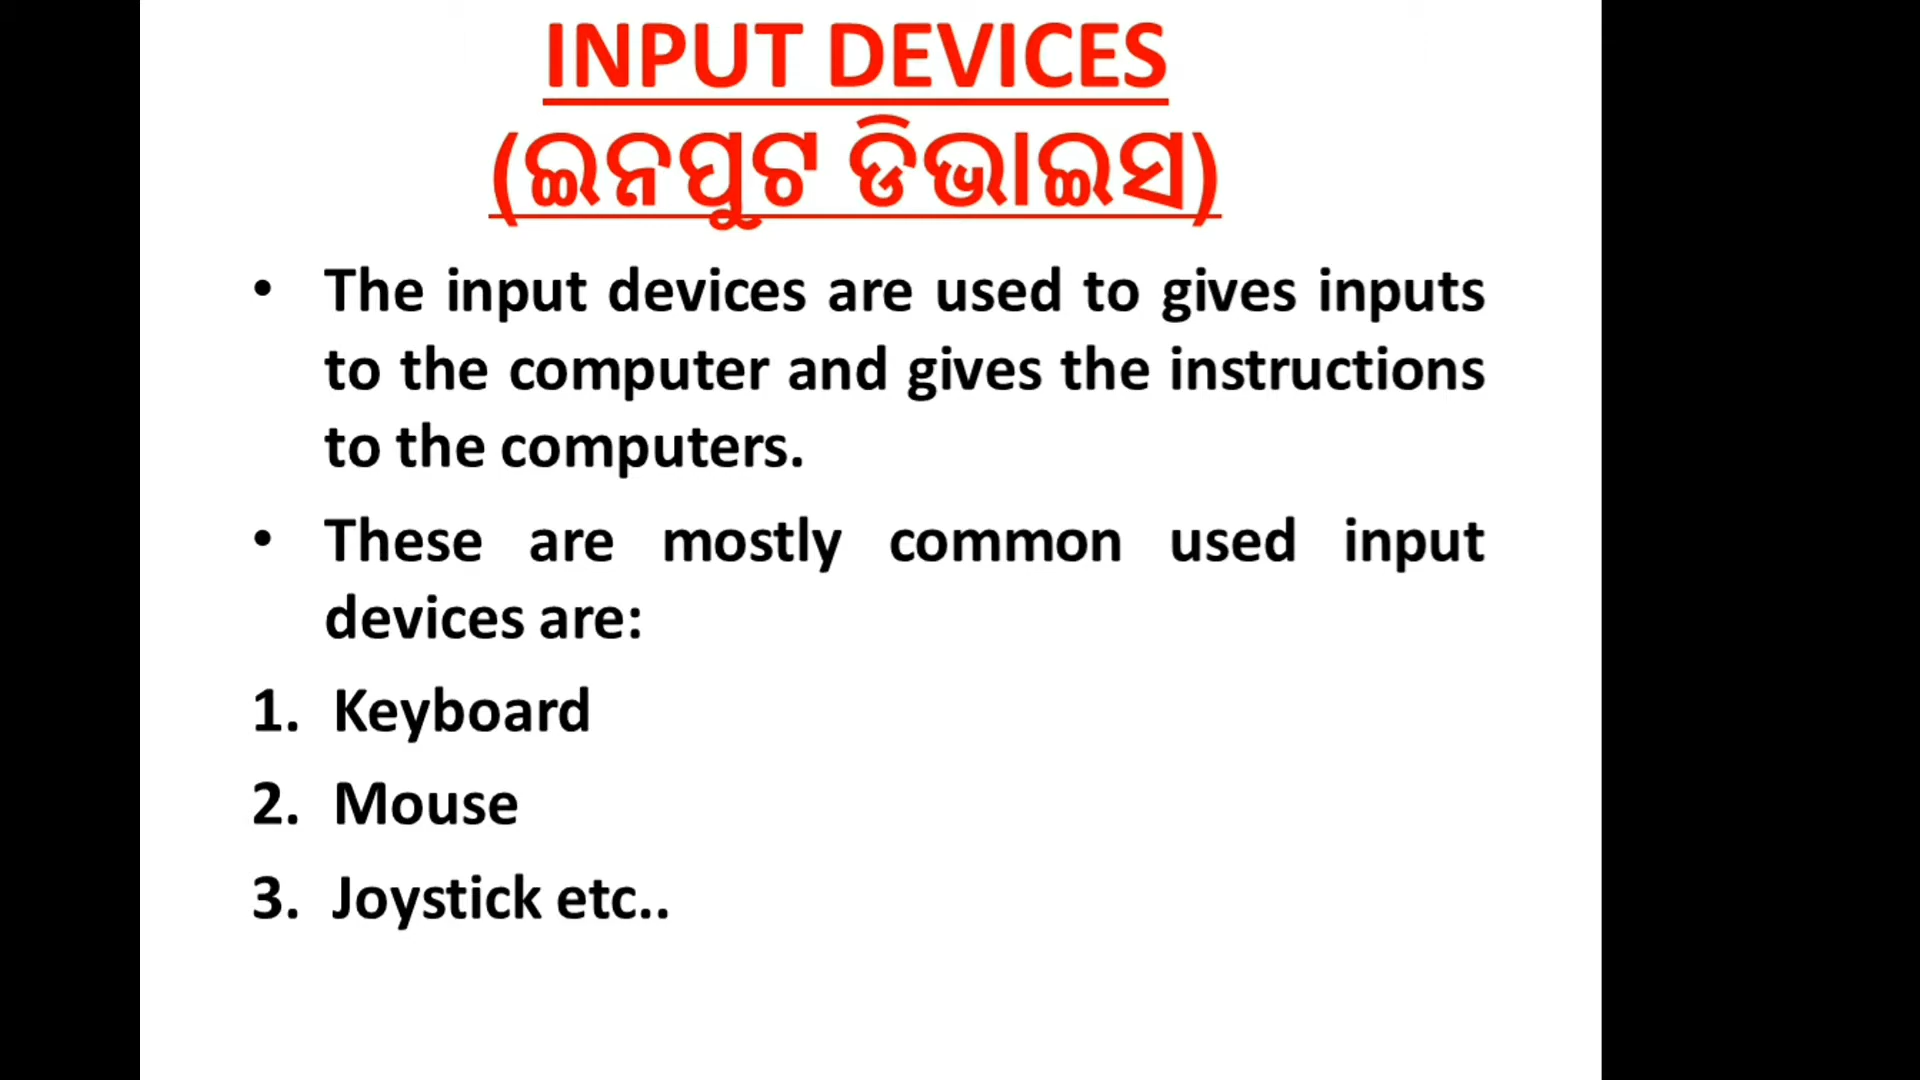 INPUT DEVICES
(ଇନପୁଟ ଡିଭାଇସ)
• The input devices are used to gives inputs
to the computer and gives the instructions
to the computers.
• These are mostly common used input
devices are:
1. Keyboard
2. Mouse
3. Joystick etc..